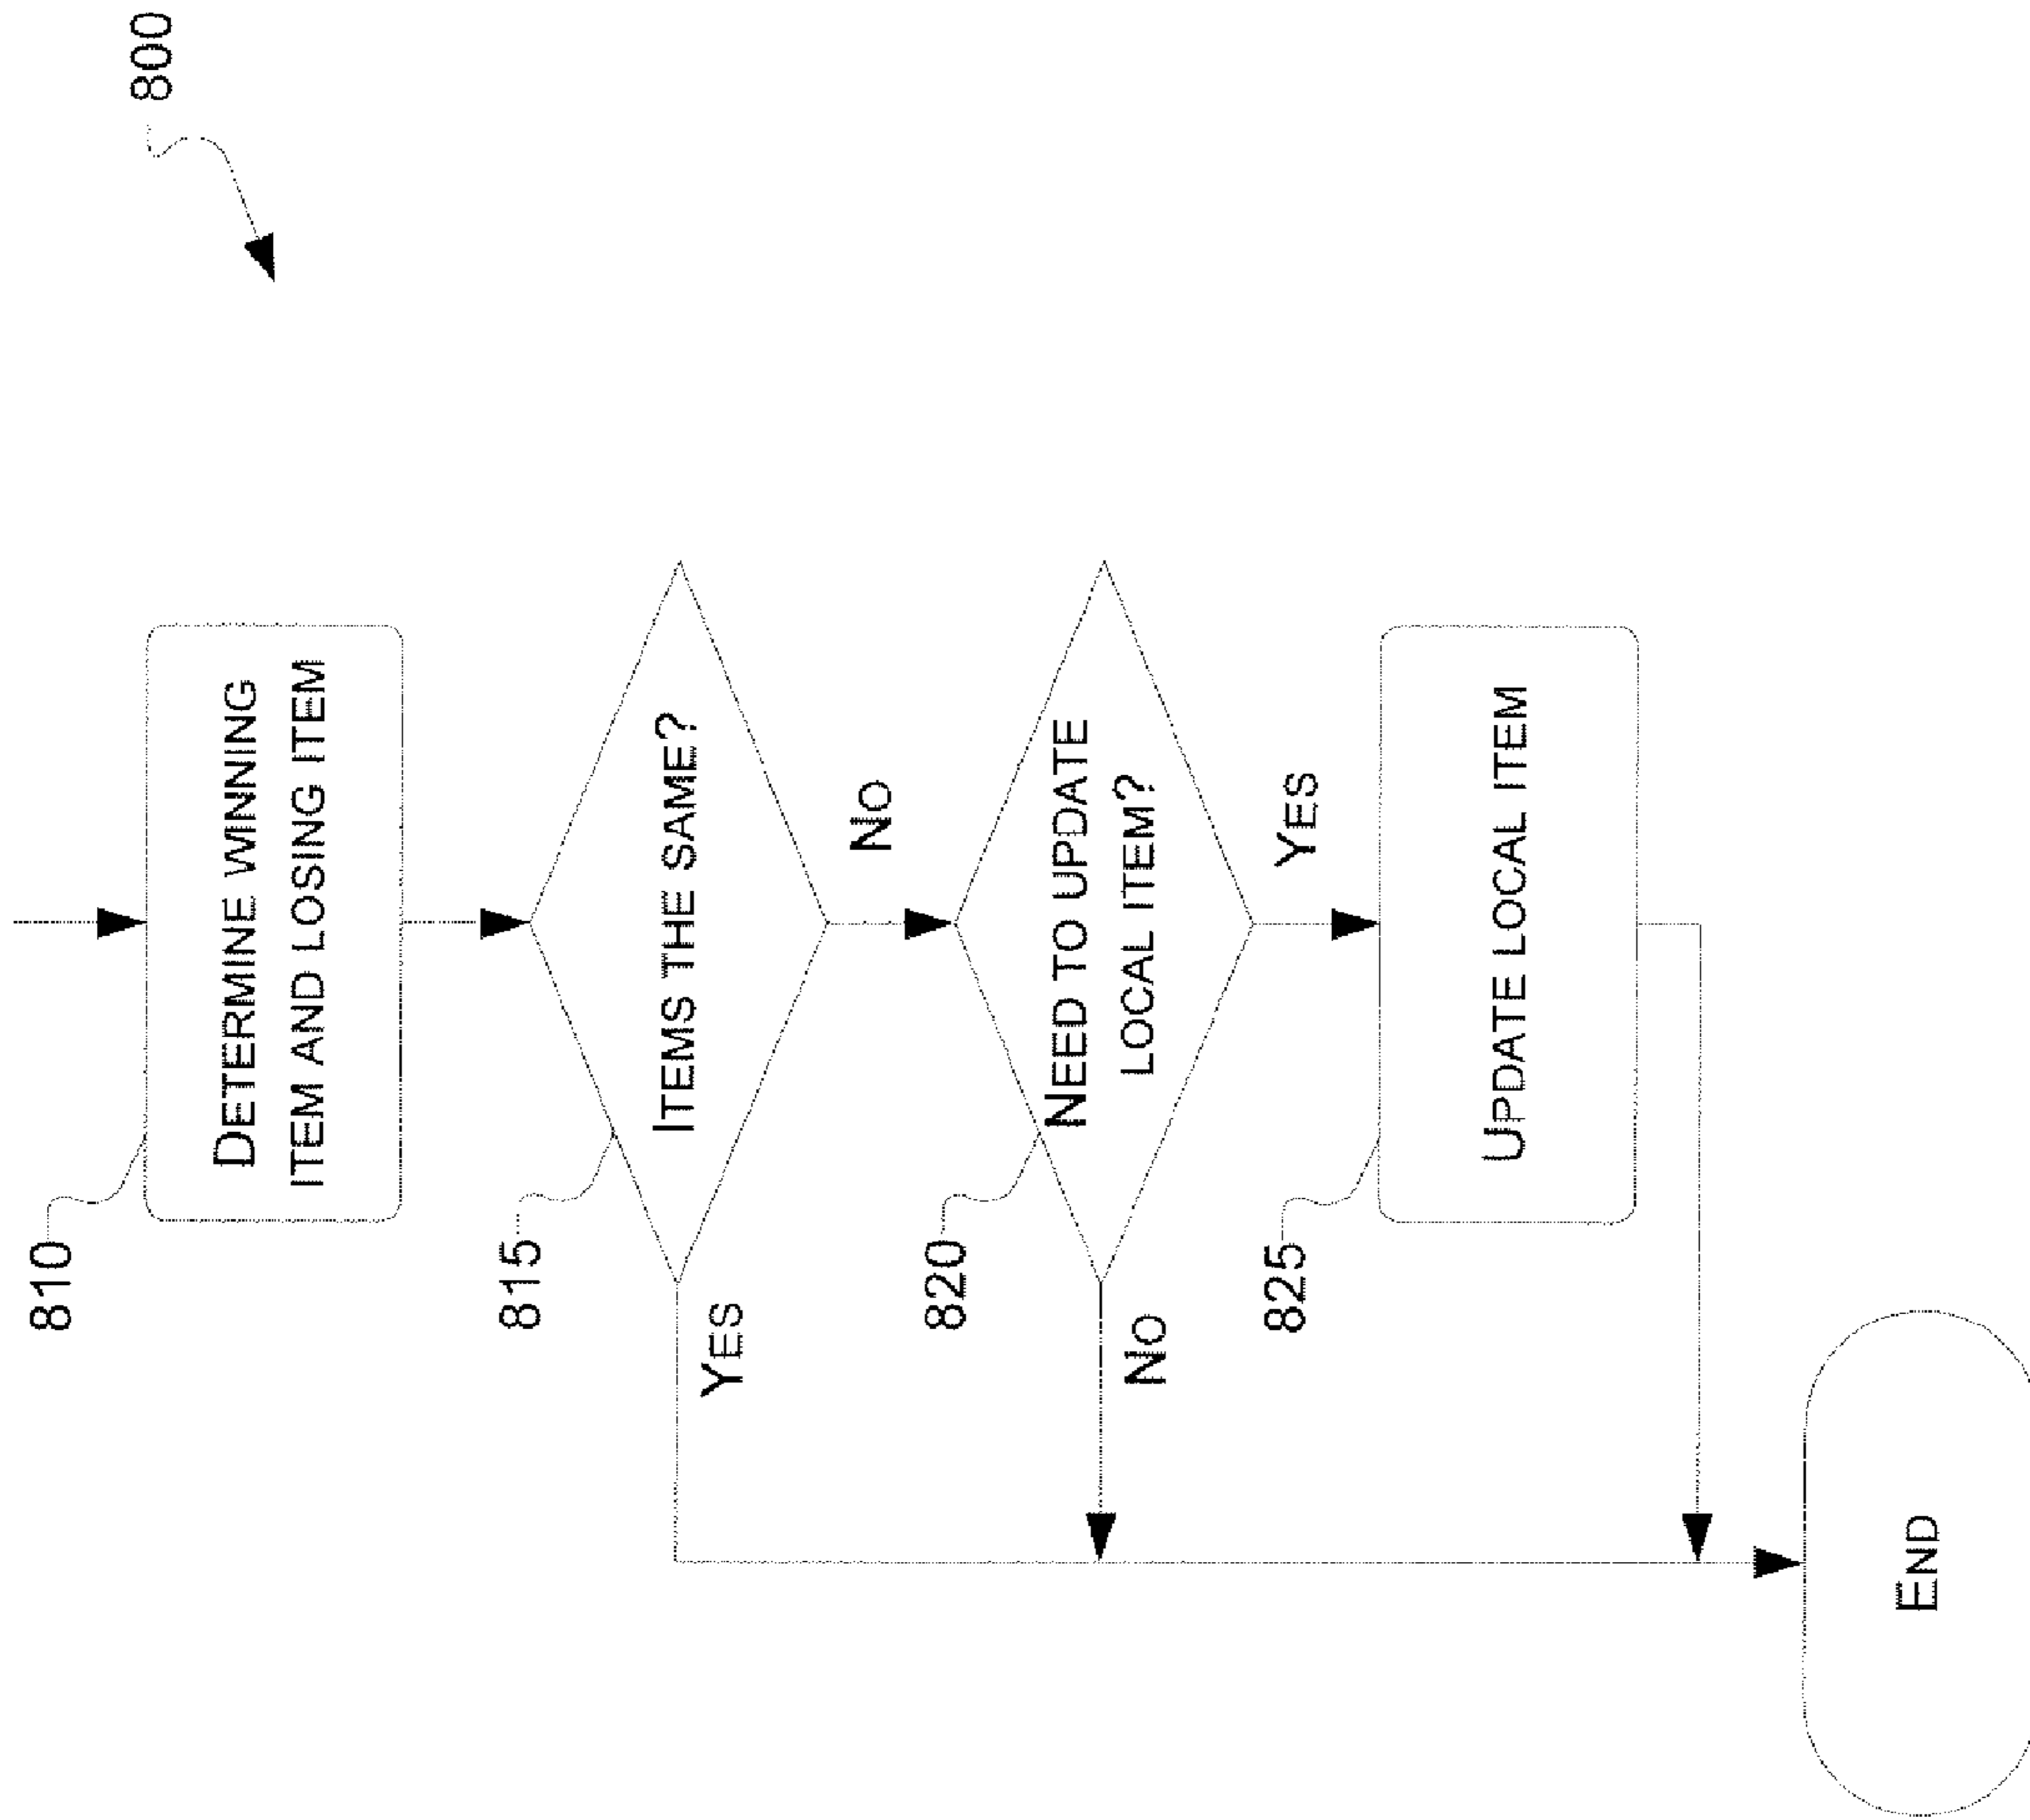 800
810
DETERMINE WINNING
ITEM AND LOSING ITEM
815
ITEMS THE SAME?
YES
NO
820
NEED TO UPDATE
LOCAL ITEM?
NO
YES
825
UPDATE LOCAL ITEM
END